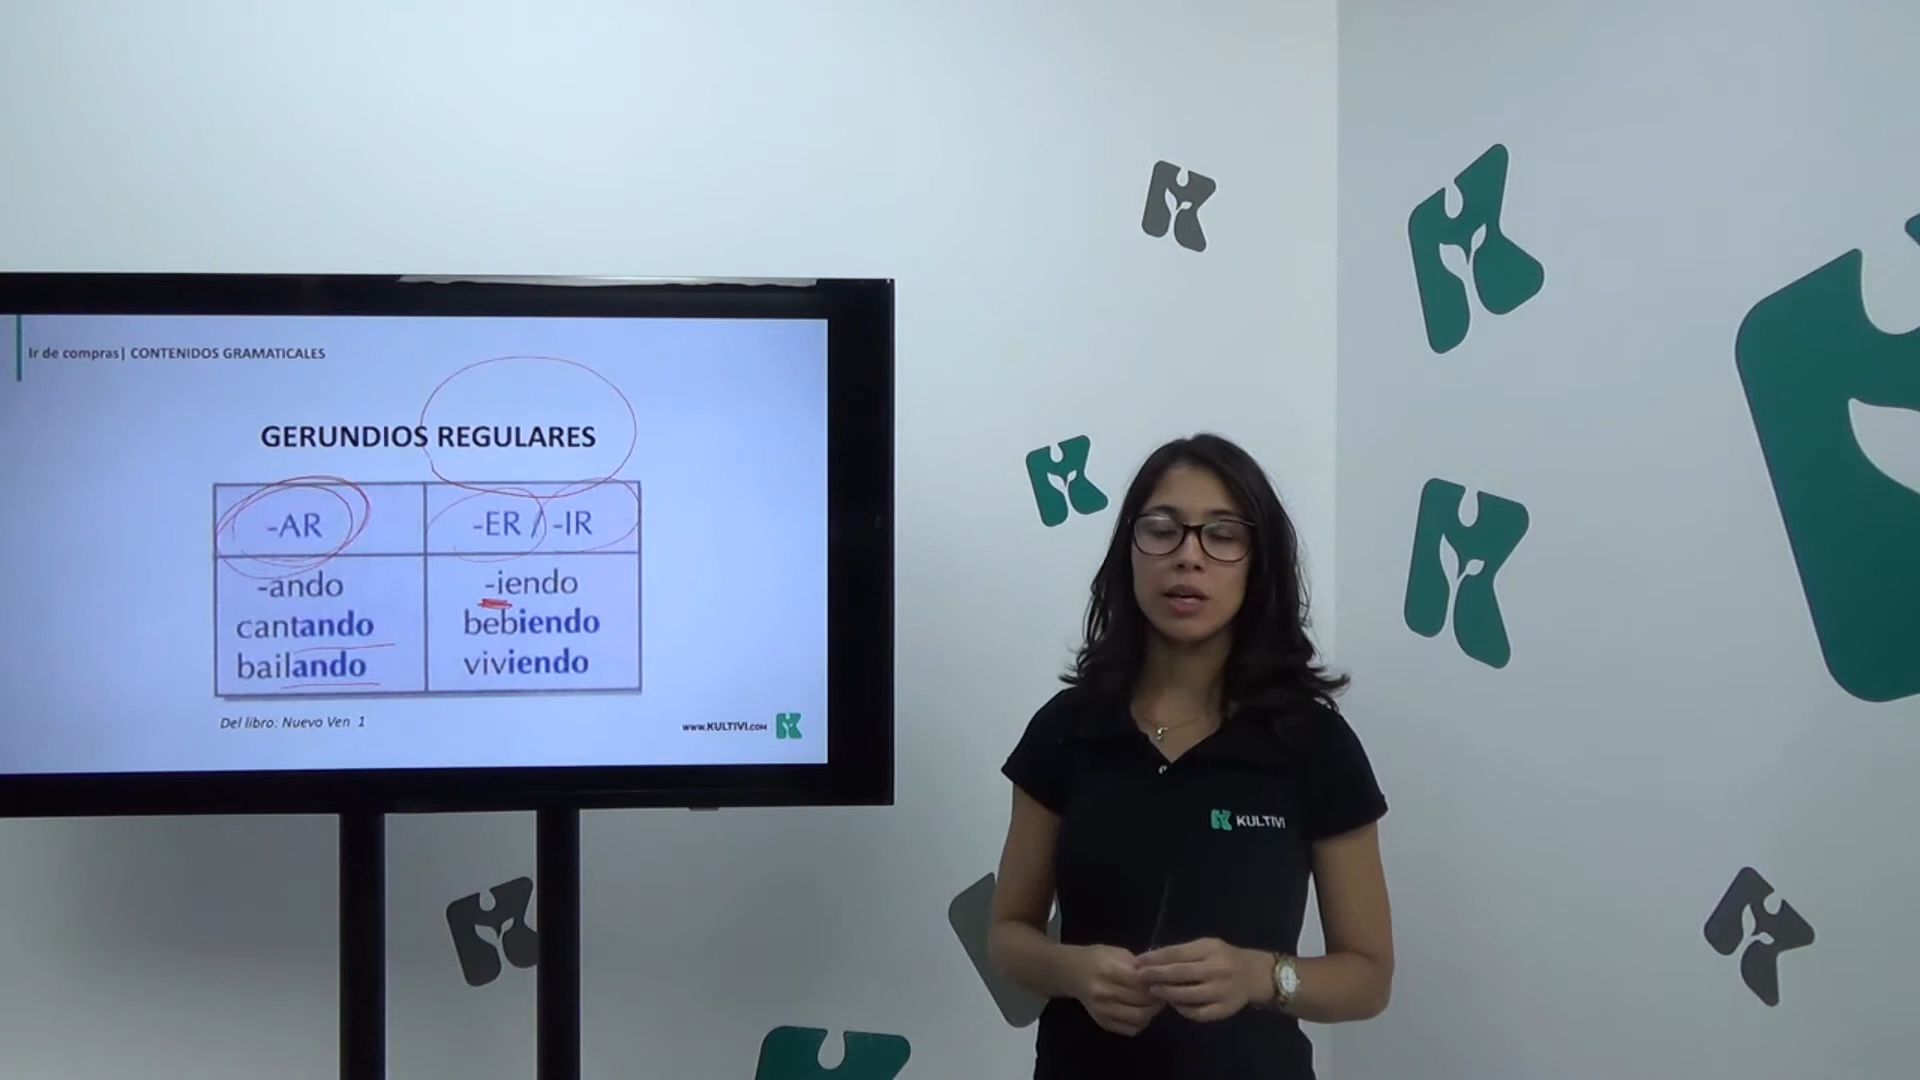 Ir de compras| CONTENIDOS GRAMATICALES
GERUNDIOS REGULARES
-AR
-ER / -IR
-ando
-iendo
cantando
bebiendo
bailando
viviendo
Del libro: Nuevo Ven 1
www.KULTIVI.COM
KULTIVI